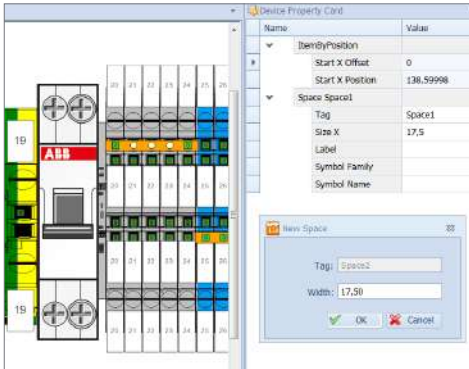 Device Property Card
Name Value
ItemByPosition
Start X Offset 0
Start X Position 138,59998
Space Space1
Tag Space1
Size X 17,5
Label
Symbol Family
Symbol Name
New Space
Tag: Space2
Width: 17,50
OK Cancel
19
ABB
19